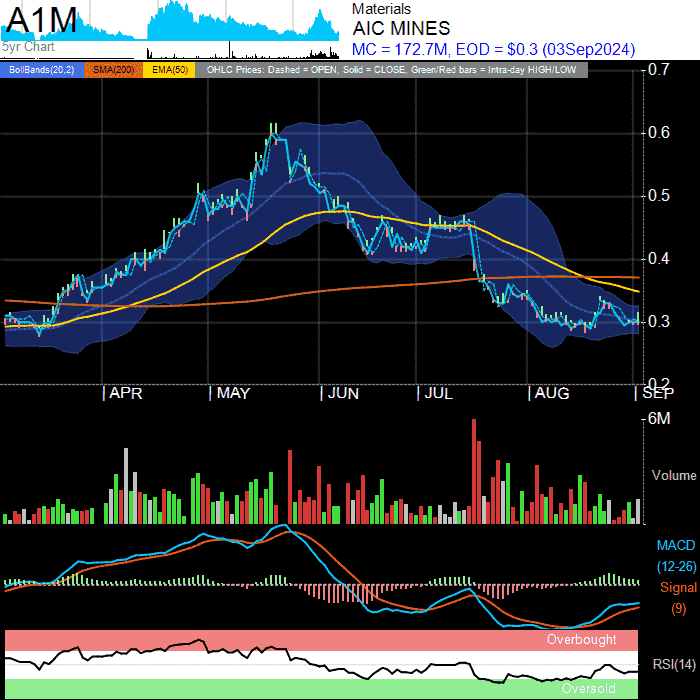 A1M
5yr Chart
Materials
AIC MINES
MC = 172.7M, EOD = $0.3 (03Sep2024)
BollBands(20,2) SMA(200) EMA(50) OHLC Prices: Dashed = OPEN, Solid = CLOSE, Green/Red bars = Intra-day HIGH/LOW
0.7
0.6
0.5
0.4
0.3
0.2
APR MAY JUN JUL AUG SEP
6M
Volume
MACD
(12-26)
Signal
(9)
Overbought
RSI(14)
Oversold